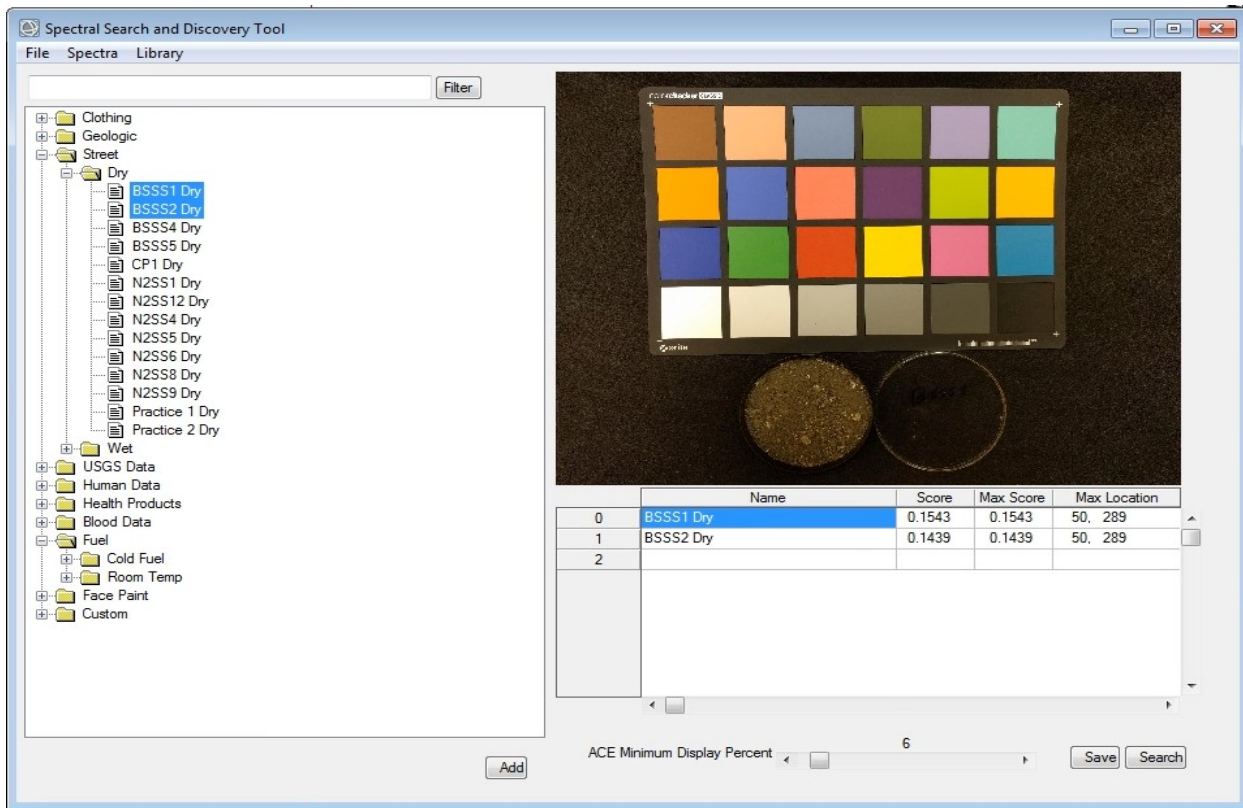 Spectral Search and Discovery Tool
File Spectra Library
Filter
Clothing
Geologic
Street
Dry
BSSS1 Dry
BSSS2 Dry
BSSS4 Dry
BSSS5 Dry
CP1 Dry
N2SS1 Dry
N2SS12 Dry
N2SS4 Dry
N2SS5 Dry
N2SS6 Dry
N2SS8 Dry
N2SS9 Dry
Practice 1 Dry
Practice 2 Dry
Wet
USGS Data
Human Data
Health Products
Blood Data
Fuel
Cold Fuel
Room Temp
Face Paint
Custom
Add
Name Score Max Score Max Location
0 BSSS1 Dry 0.1543 0.1543 50, 289
1 BSSS2 Dry 0.1439 0.1439 50, 289
2
ACE Minimum Display Percent 6
Save Search